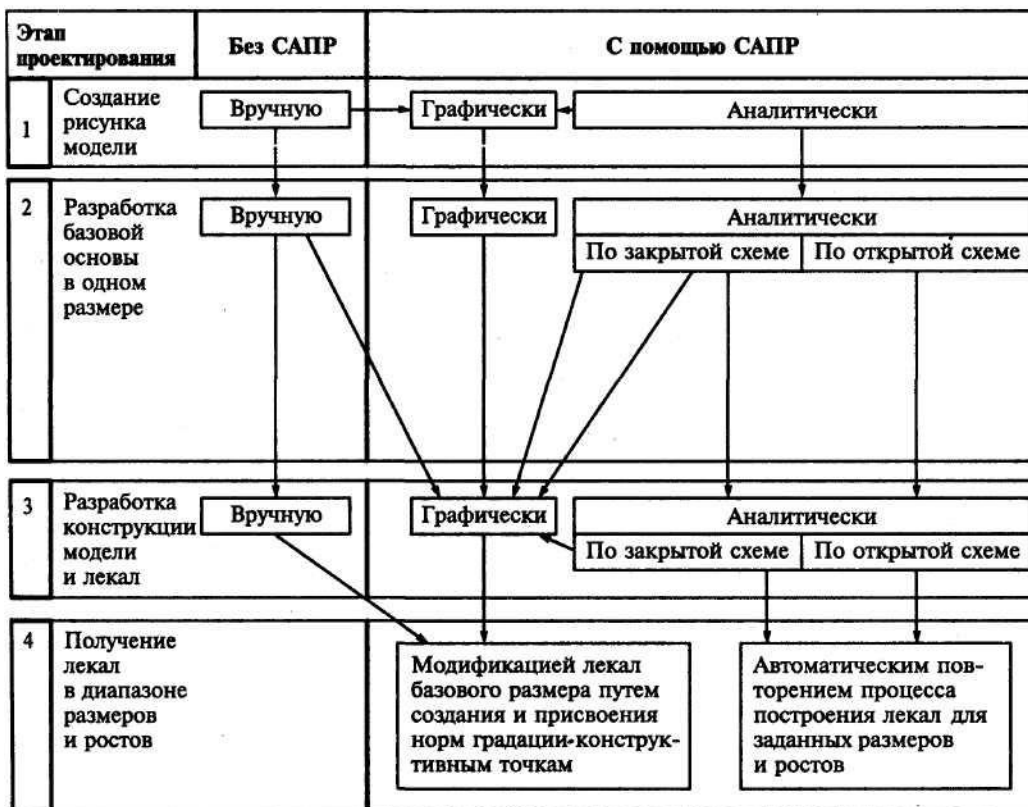 Этап
проектирования
Без САПР
С помощью САПР
1
Создание
рисунка
модели
Вручную
Графически
Аналитически
2
Разработка
базовой
основы
в одном
размере
Вручную
Графически
Аналитически
По закрытой схеме
По открытой схеме
3
Разработка
конструкции
модели
и лекал
Вручную
Графически
Аналитически
По закрытой схеме
По открытой схеме
4
Получение
лекал
в диапазоне
размеров
и ростов
Модификацией лекал
базового размера путем
создания и присвоения
норм градации-конструк-
тивным точкам
Автоматическим пов-
торением процесса
построения лекал для
заданных размеров
и ростов